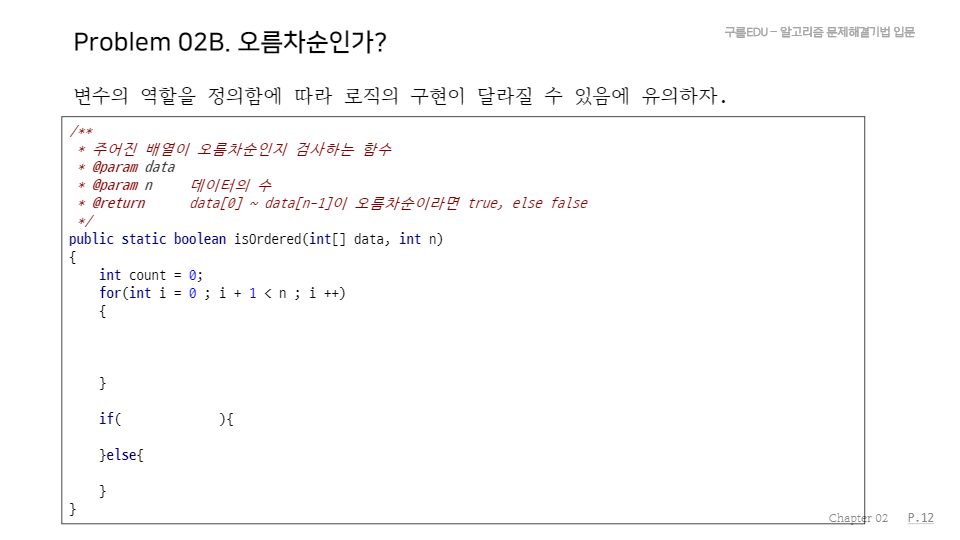 Problem 02B. 오름차순인가?
구름EDU – 알고리즘 문제해결기법 입문
변수의 역할을 정의함에 따라 로직의 구현이 달라질 수 있음에 유의하자.
/**
 * 주어진 배열이 오름차순인지 검사하는 함수
 * @param data
 * @param n     데이터의 수
 * @return      data[0] ~ data[n-1]이 오름차순이라면 true, else false
 */
public static boolean isOrdered(int[] data, int n)
{
    int count = 0;
    for(int i = 0 ; i + 1 < n ; i ++)
    {
    }
    if(             ){
    }else{
    }
}
Chapter 02 P.12